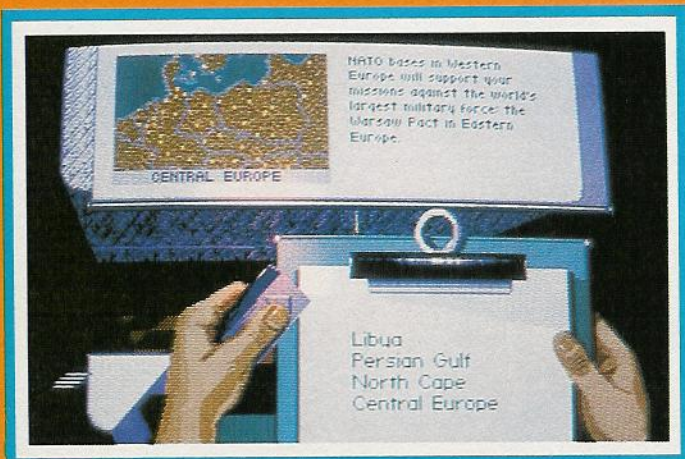 NATO bases in Western
Europe will support your
missions against the world's
largest military force: the
Warsaw Pact in Eastern
Europe.
CENTRAL EUROPE
Libya
Persian Gulf
North Cape
Central Europe